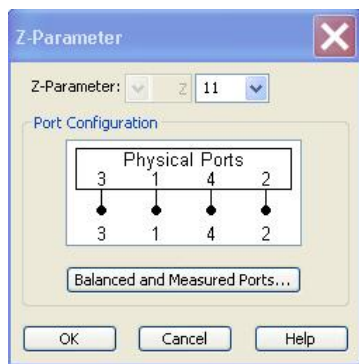 Z-Parameter
Z-Parameter: Z 11
Port Configuration
Physical Ports
3 1 4 2
3 1 4 2
Balanced and Measured Ports...
OK Cancel Help